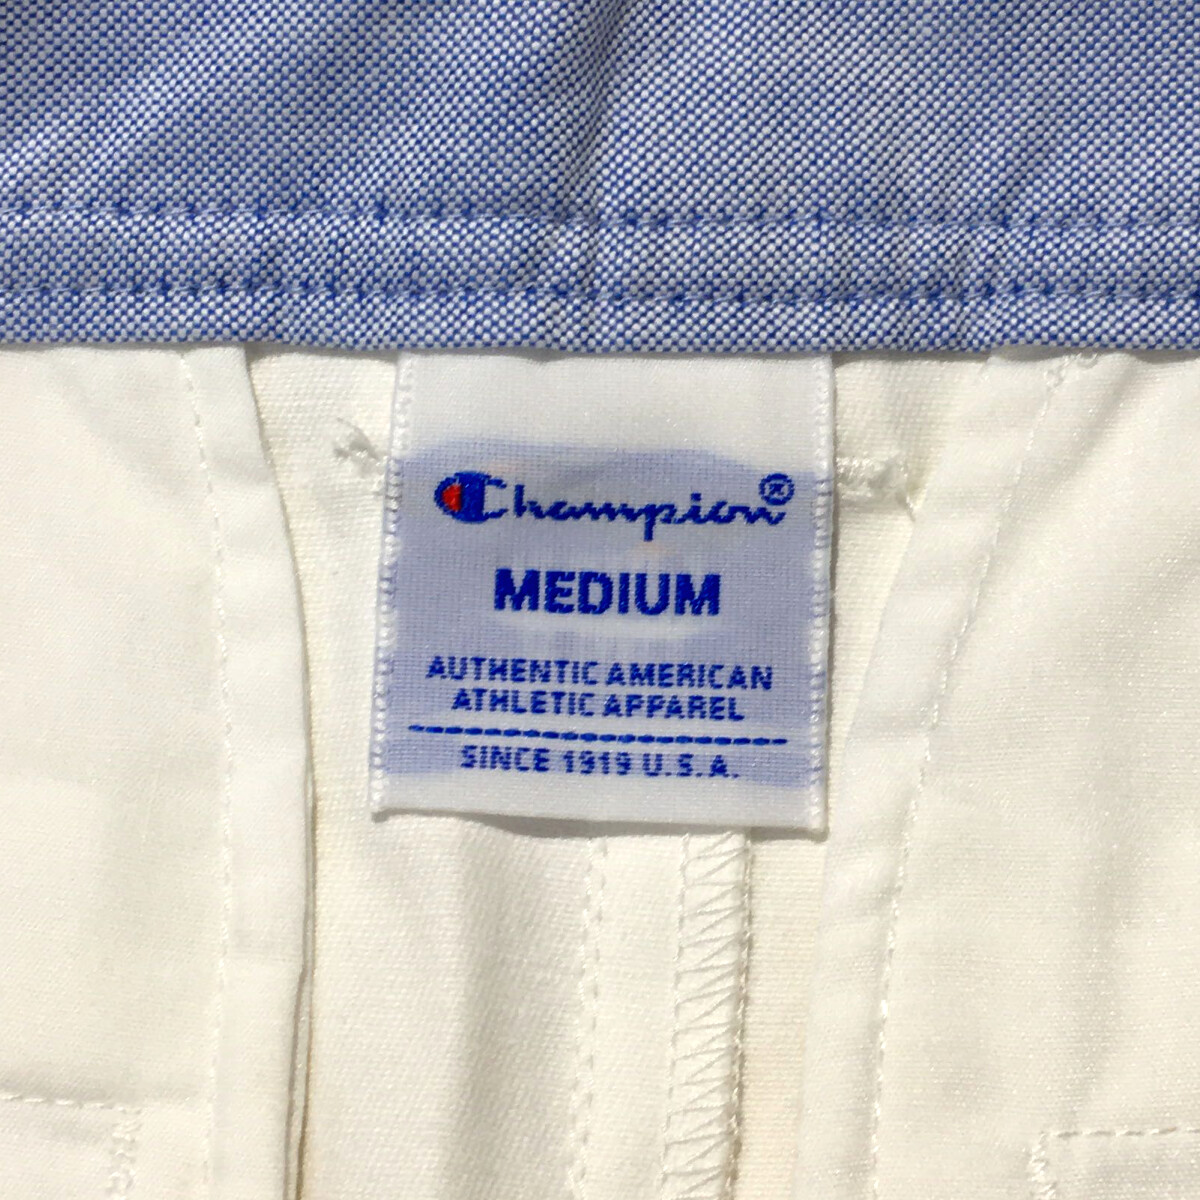 Champion®
MEDIUM
AUTHENTIC AMERICAN
ATHLETIC APPAREL
SINCE 1919 U.S.A.